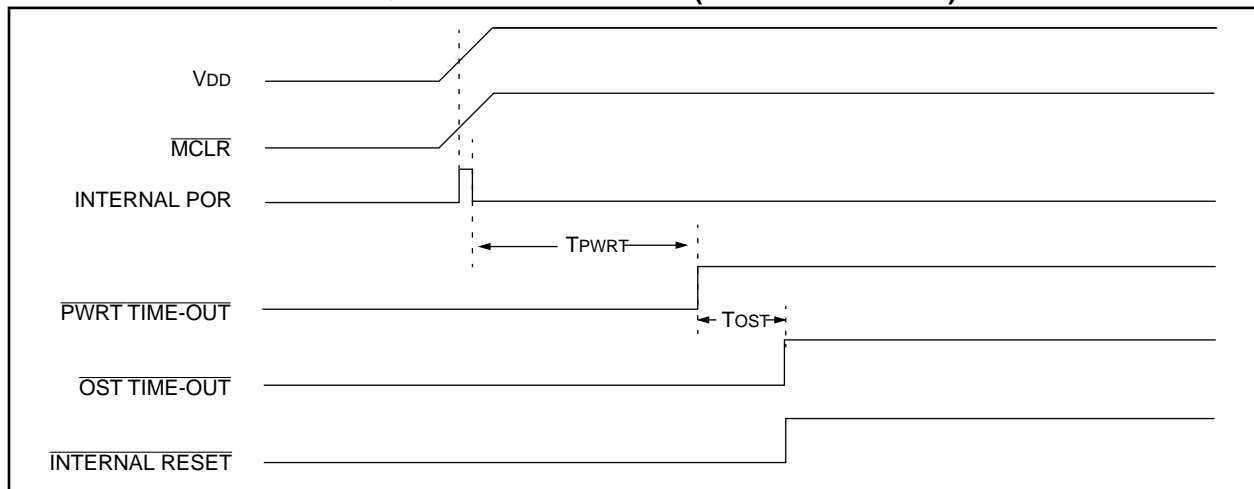 VDD
MCLR
INTERNAL POR
TPWRT
PWRT TIME-OUT
TOST
OST TIME-OUT
INTERNAL RESET